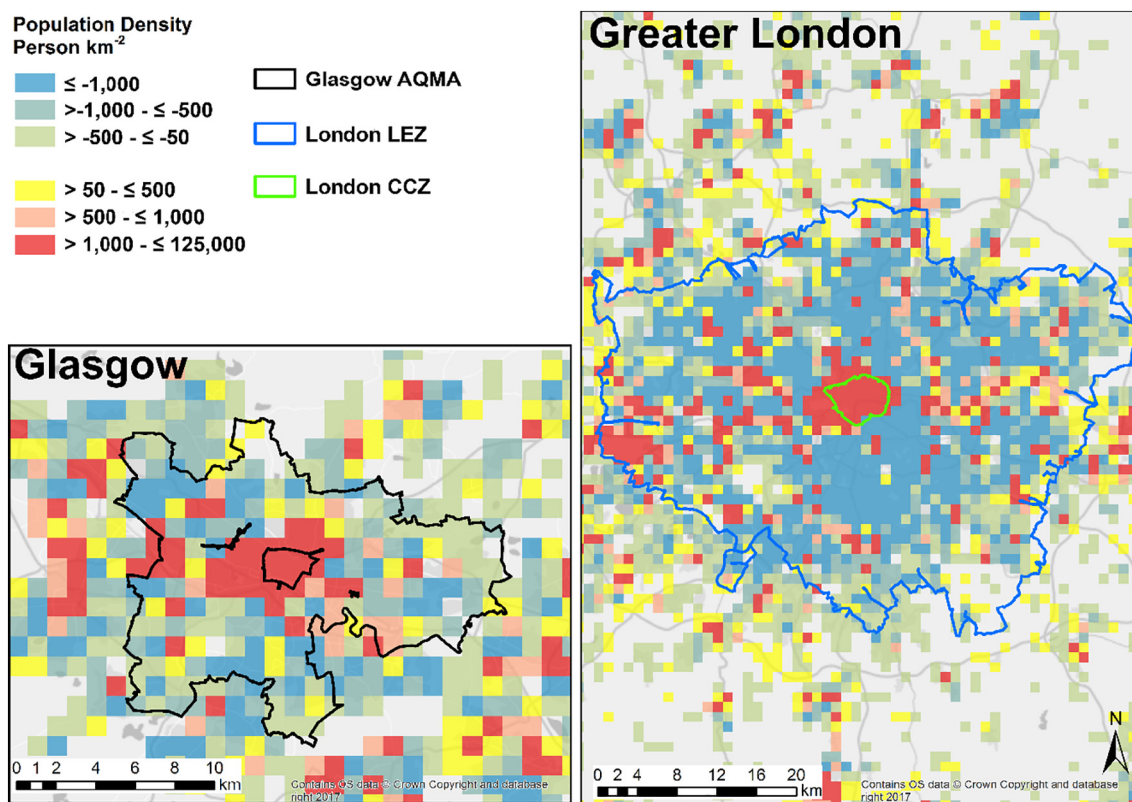 Population Density
Person km-2
≤ -1,000
>-1,000 - ≤ -500
> -500 - ≤ -50
> 50 - ≤ 500
> 500 - ≤ 1,000
> 1,000 - ≤ 125,000
Glasgow AQMA
London LEZ
London CCZ
Glasgow
0 1 2 4 6 8 10
km
Contains OS data © Crown Copyright and database
right 2017
Greater London
N
0 2 4 8 12 16 20
km
Contains OS data © Crown Copyright and database
right 2017